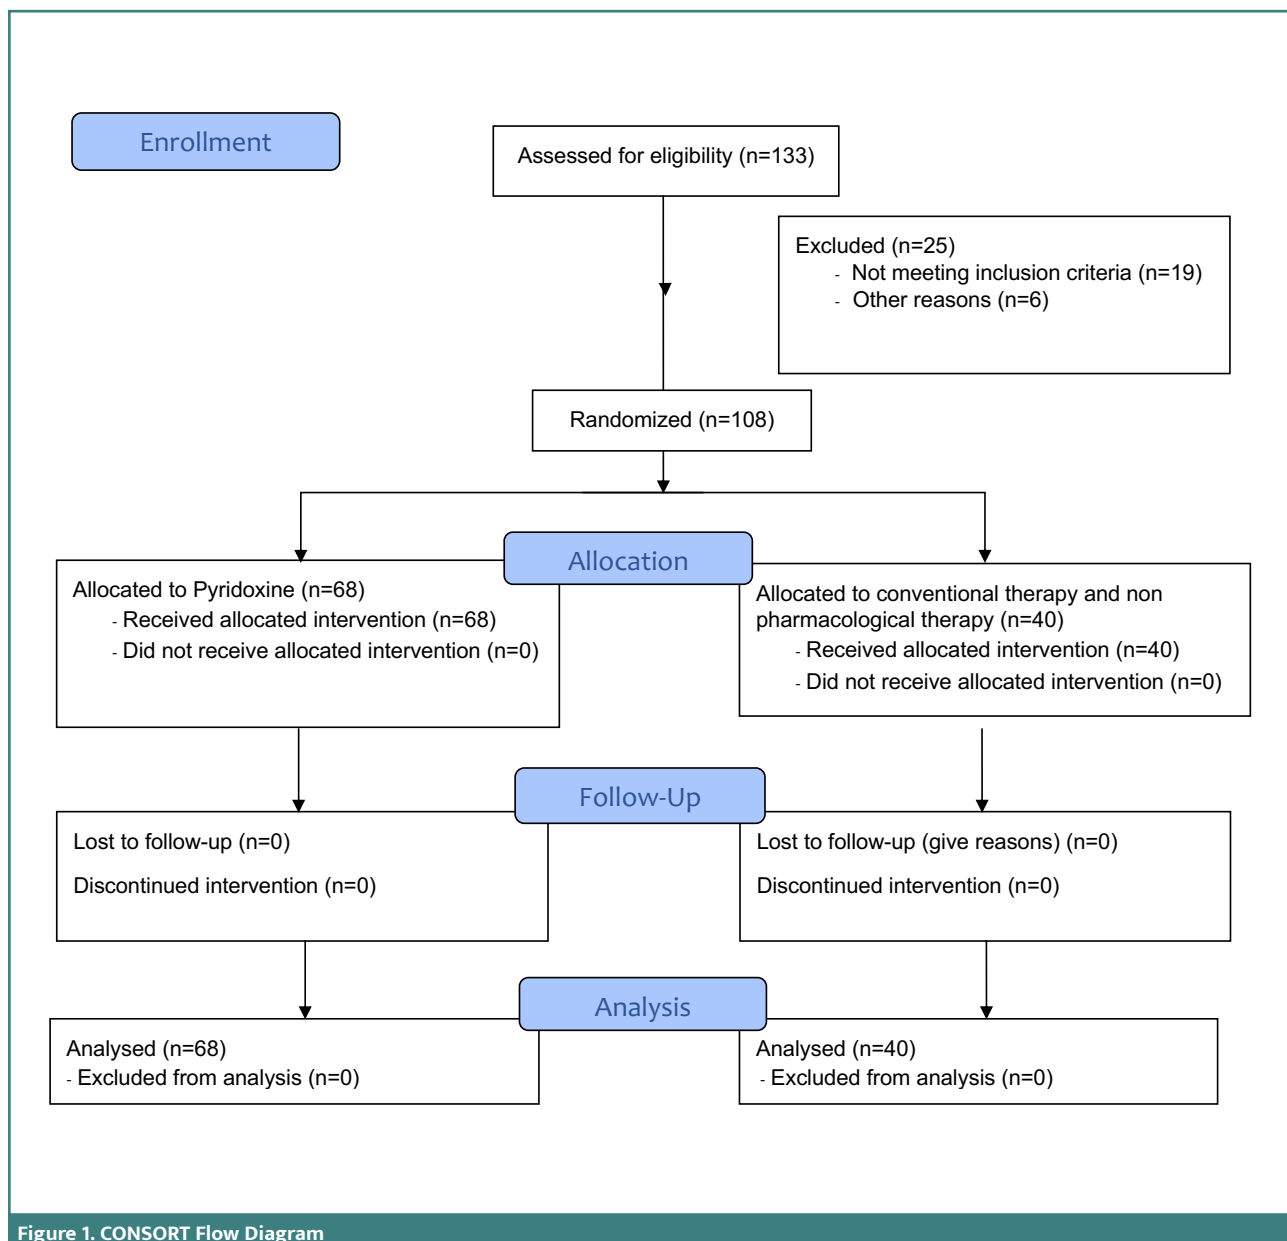 Enrollment
Assessed for eligibility (n=133)
Excluded (n=25)
- Not meeting inclusion criteria (n=19)
- Other reasons (n=6)
Randomized (n=108)
Allocation
Allocated to Pyridoxine (n=68)
- Received allocated intervention (n=68)
- Did not receive allocated intervention (n=0)
Allocated to conventional therapy and non
pharmacological therapy (n=40)
- Received allocated intervention (n=40)
- Did not receive allocated intervention (n=0)
Follow-Up
Lost to follow-up (n=0)
Discontinued intervention (n=0)
Lost to follow-up (give reasons) (n=0)
Discontinued intervention (n=0)
Analysis
Analysed (n=68)
- Excluded from analysis (n=0)
Analysed (n=40)
- Excluded from analysis (n=0)
Figure 1. CONSORT Flow Diagram